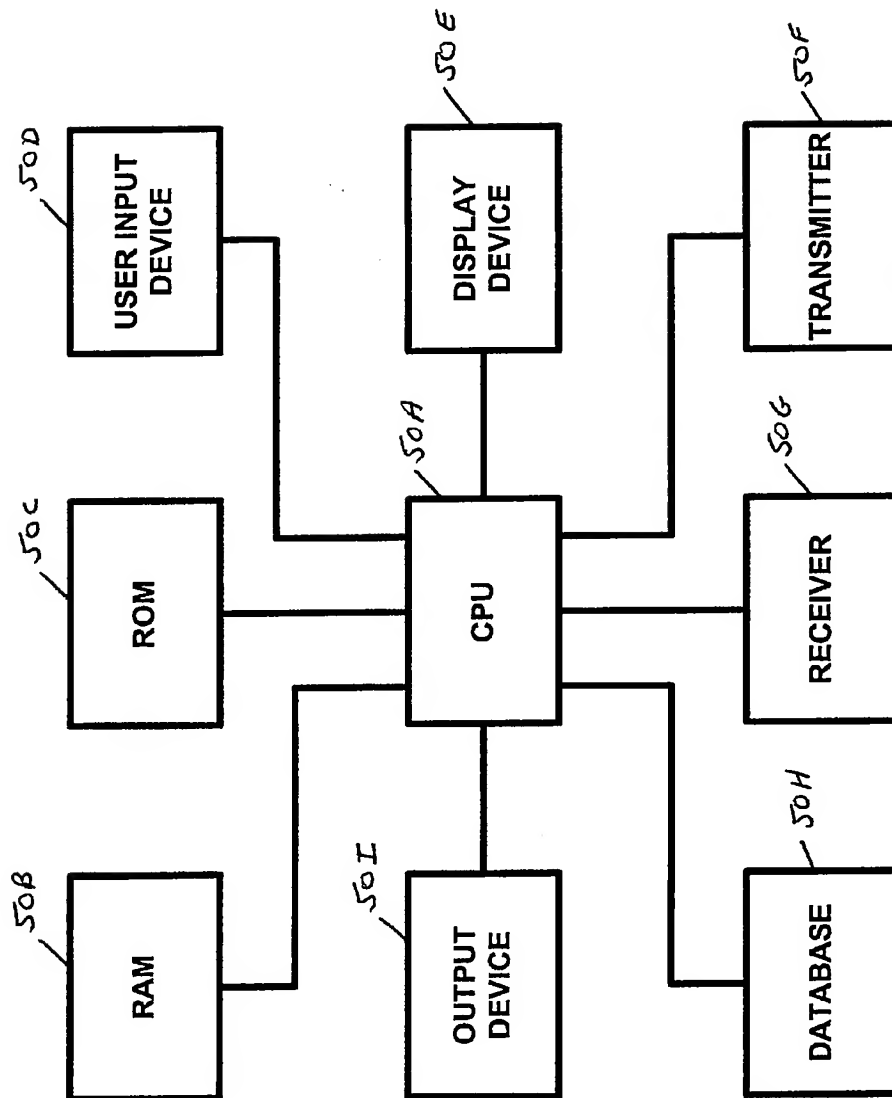 50B
RAM
50C
ROM
50D
USER INPUT
DEVICE
50I
OUTPUT
DEVICE
50A
CPU
50E
DISPLAY
DEVICE
50H
DATABASE
50G
RECEIVER
50F
TRANSMITTER